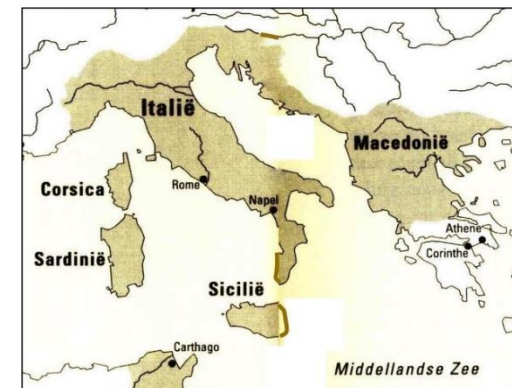 Italië
Macedonië
Corsica
Rome
Napel
Athene
Corinthe
Sardinië
Sicilië
Carthago
Middellandse Zee